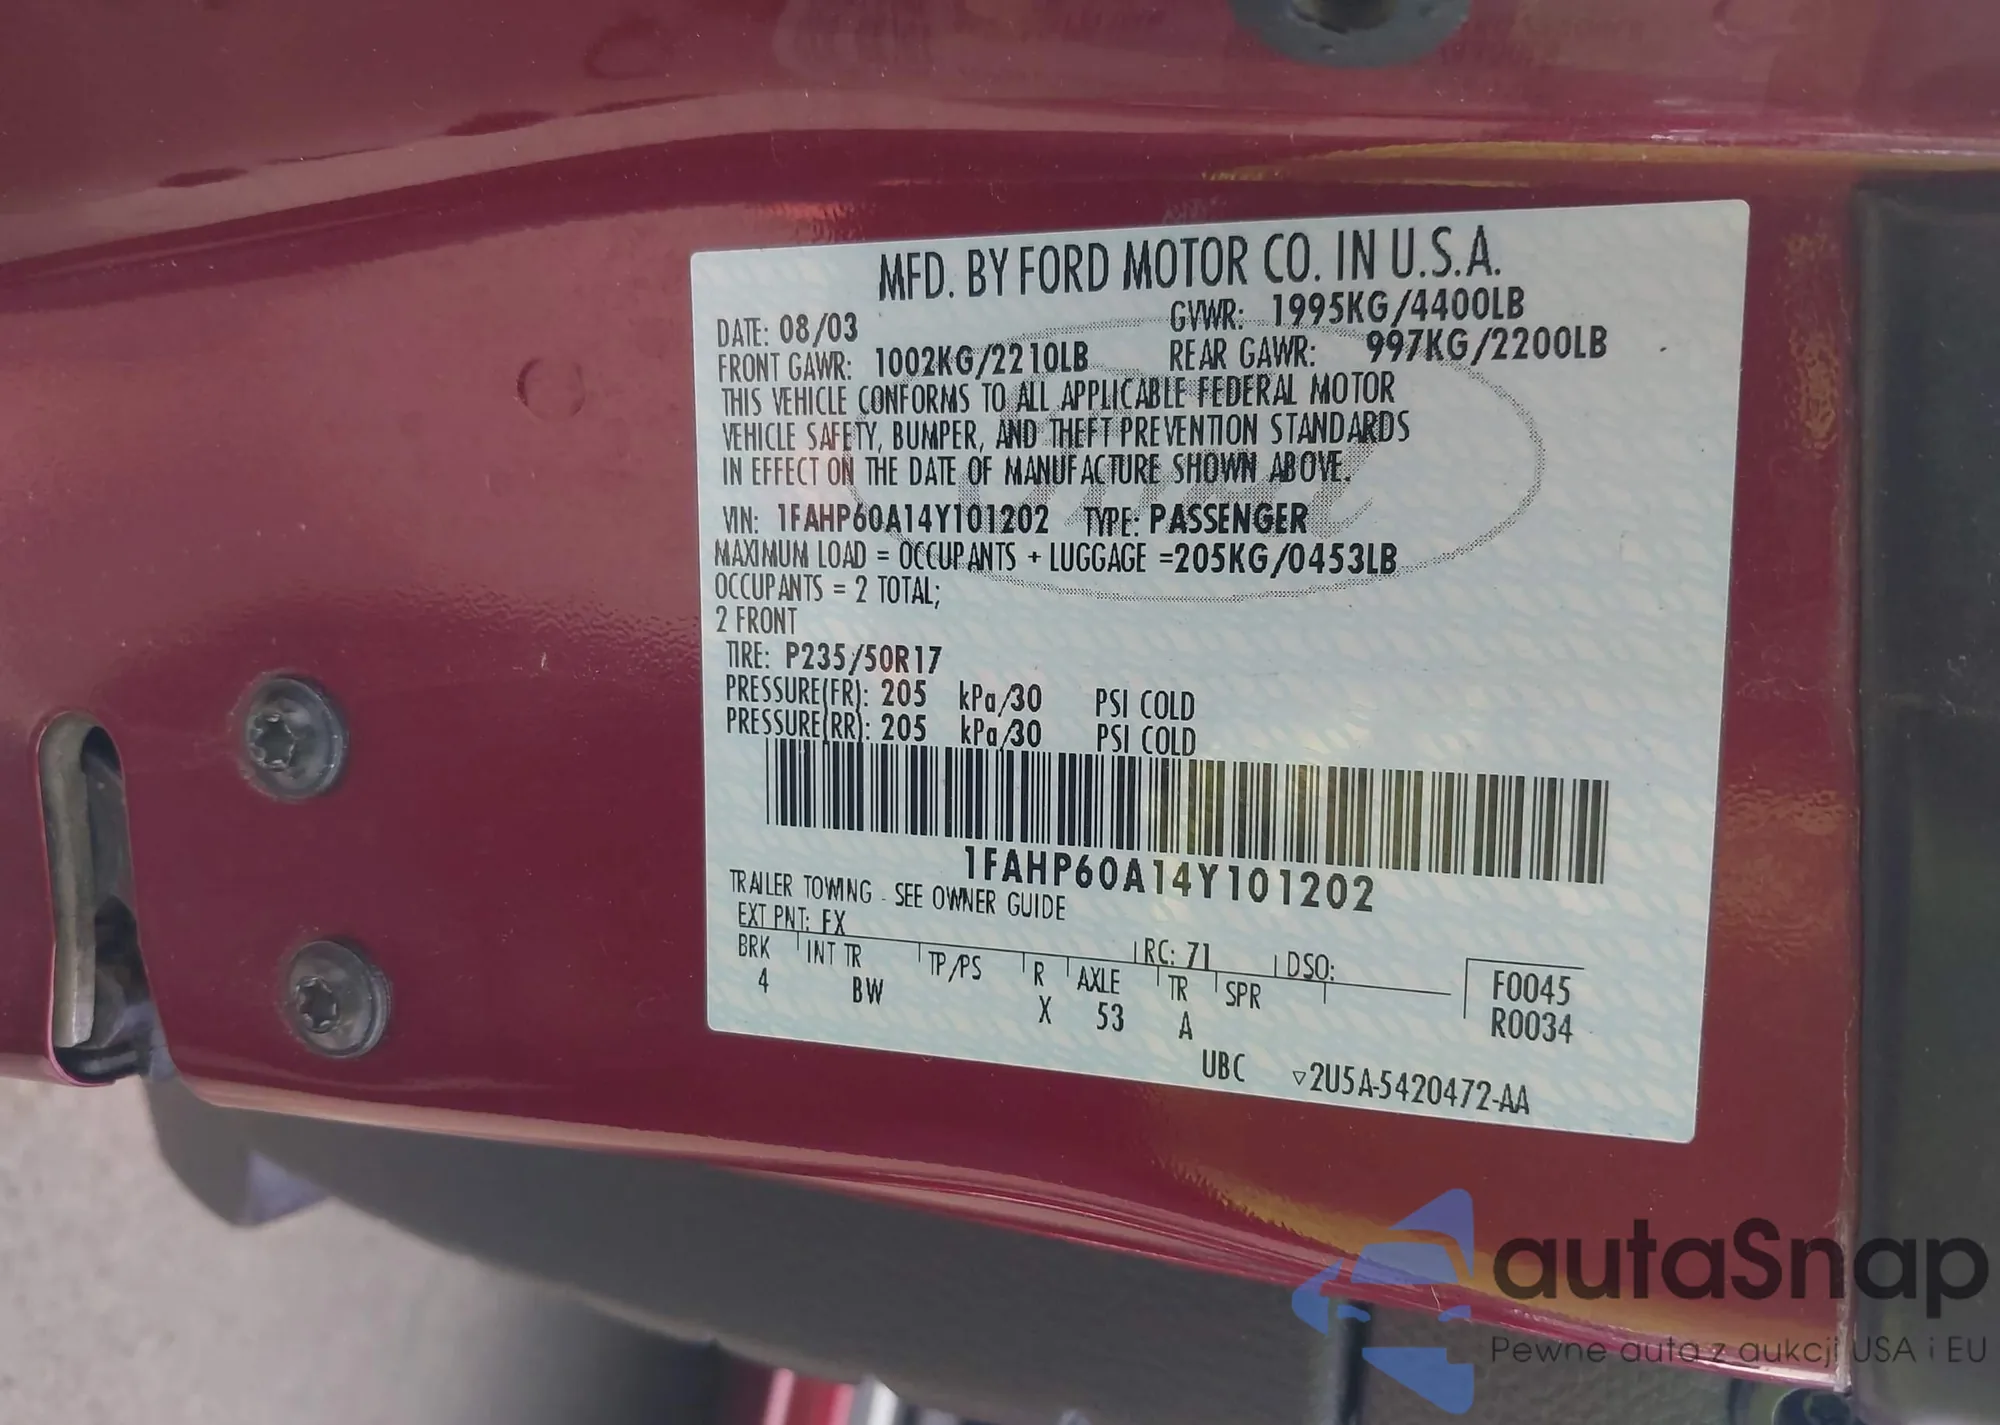 MFD. BY FORD MOTOR CO. IN U.S.A.
DATE: 08/03 GVWR: 1995KG/4400LB
FRONT GAWR: 1002KG/2210LB REAR GAWR: 997KG/2200LB
THIS VEHICLE CONFORMS TO ALL APPLICABLE FEDERAL MOTOR
VEHICLE SAFETY, BUMPER, AND THEFT PREVENTION STANDARDS
IN EFFECT ON THE DATE OF MANUFACTURE SHOWN ABOVE.
VIN: 1FAHP60A14Y101202 TYPE: PASSENGER
MAXIMUM LOAD = OCCUPANTS + LUGGAGE =205KG/0453LB
OCCUPANTS = 2 TOTAL;
2 FRONT
TIRE: P235/50R17
PRESSURE(FR): 205 kPa/30 PSI COLD
PRESSURE(RR): 205 kPa/30 PSI COLD
1FAHP60A14Y101202
TRAILER TOWING - SEE OWNER GUIDE
EXT PNT: FX RC: 71 DSO:
BRK INT TR TP/PS R AXLE TR SPR
4 BW X 53 A
F0045
R0034
UBC ▽2U5A-5420472-AA
autaSnap
Pewne auta z aukcji USA i EU